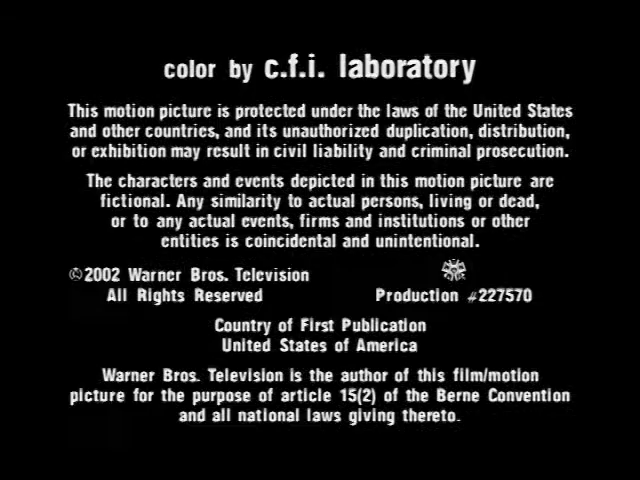 color by c.f.i. laboratory
This motion picture is protected under the laws of the United States
and other countries, and its unauthorized duplication, distribution,
or exhibition may result in civil liability and criminal prosecution.
The characters and events depicted in this motion picture are
fictional. Any similarity to actual persons, living or dead,
or to any actual events, firms and institutions or other
entities is coincidental and unintentional.
©2002 Warner Bros. Television
All Rights Reserved
Production #227570
Country of First Publication
United States of America
Warner Bros. Television is the author of this film/motion
picture for the purpose of article 15(2) of the Berne Convention
and all national laws giving thereto.